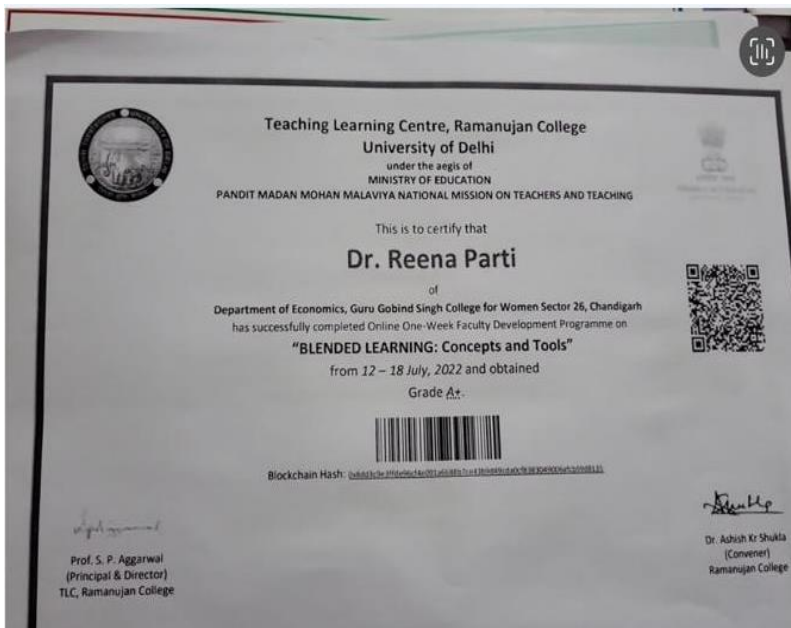 Teaching Learning Centre, Ramanujan College
University of Delhi
under the aegis of
MINISTRY OF EDUCATION
PANDIT MADAN MOHAN MALAVIYA NATIONAL MISSION ON TEACHERS AND TEACHING
This is to certify that
Dr. Reena Parti
of
Department of Economics, Guru Gobind Singh College for Women Sector 26, Chandigarh
has successfully completed Online One-Week Faculty Development Programme on
"BLENDED LEARNING: Concepts and Tools"
from 12 – 18 July, 2022 and obtained
Grade A+.
Blockchain Hash:
Prof. S. P. Aggarwal
(Principal & Director)
TLC, Ramanujan College
Dr. Ashish Kr Shukla
(Convener)
Ramanujan College